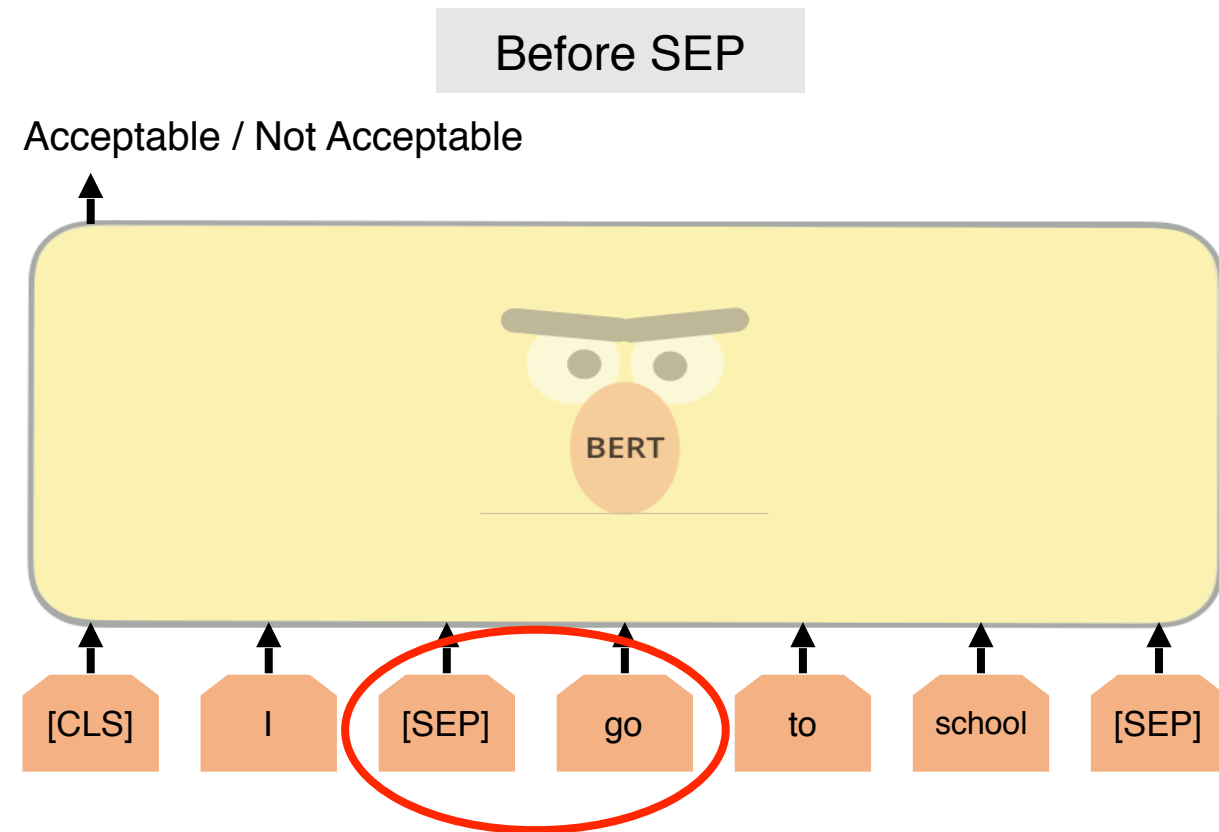 Before SEP
Acceptable / Not Acceptable
BERT
[CLS] I [SEP] go to school [SEP]